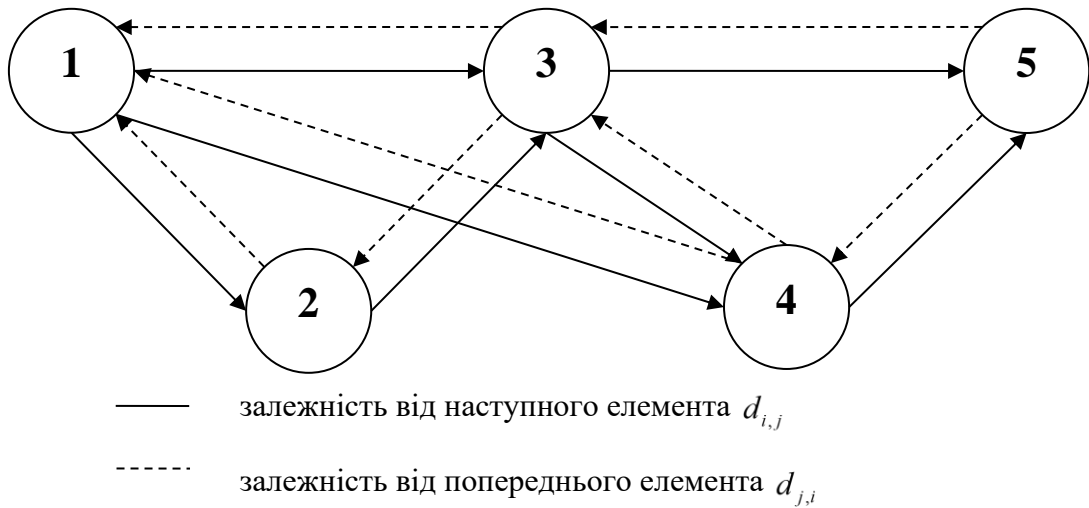 1
3
5
2
4
залежність від наступного елемента d_{i,j}
залежність від попереднього елемента d_{j,i}